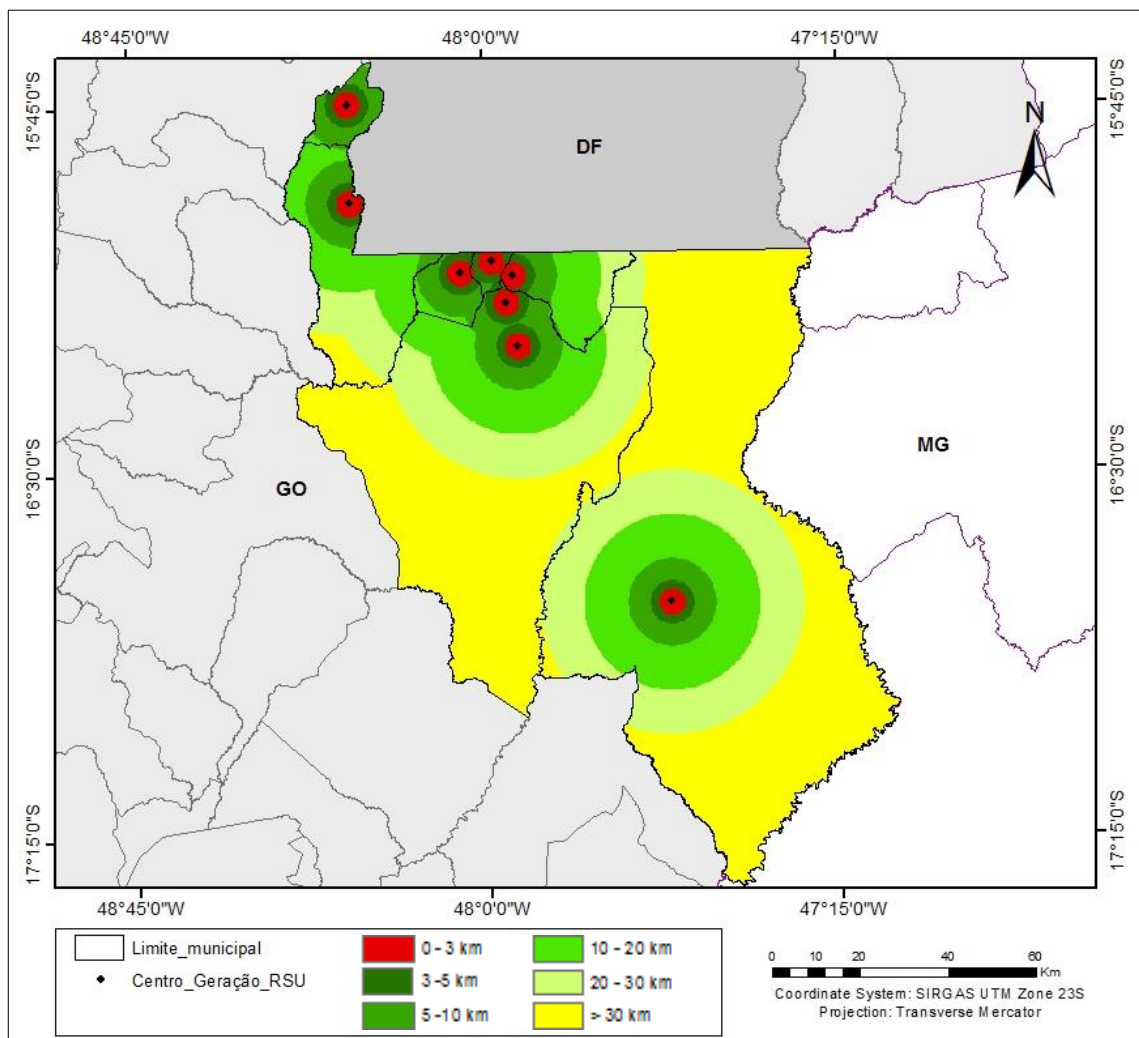 48°45'0"W 48°0'0"W 47°15'0"W
15°45'0"S 15°45'0"S
N
DF
MG
GO
16°30'0"S 16°30'0"S
17°15'0"S 17°15'0"S
48°45'0"W 48°0'0"W 47°15'0"W
Limite_municipal
Centro_Geração_RSU
0 - 3 km
3 - 5 km
5 -10 km
10 - 20 km
20 - 30 km
> 30 km
0 10 20 40 60
Km
Coordinate System: SIRGAS UTM Zone 23S
Projection: Transverse Mercator